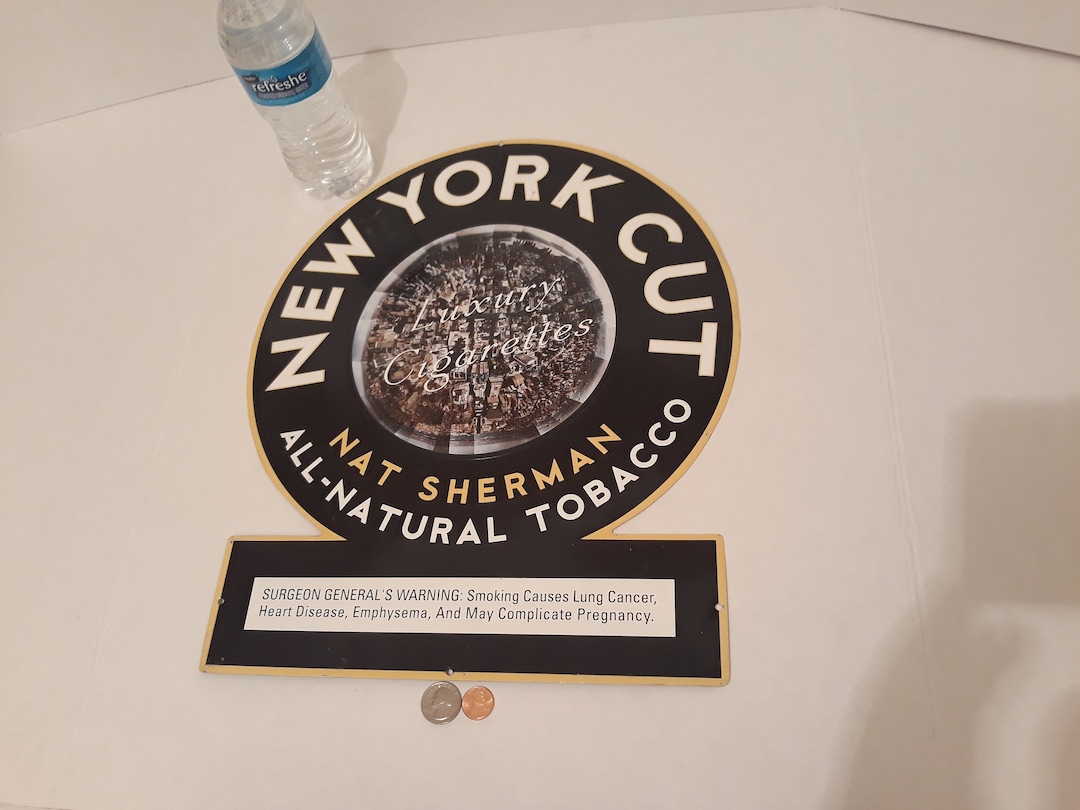 refreshe
NEW YORK CUT
Luxury
Cigarettes
NAT SHERMAN
ALL-NATURAL TOBACCO
SURGEON GENERAL'S WARNING: Smoking Causes Lung Cancer,
Heart Disease, Emphysema, And May Complicate Pregnancy.